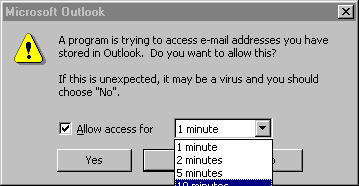 Microsoft Outlook
A program is trying to access e-mail addresses you have
stored in Outlook. Do you want to allow this?
If this is unexpected, it may be a virus and you should
choose "No".
Allow access for
1 minute
1 minute
2 minutes
5 minutes
10 minutes
Yes